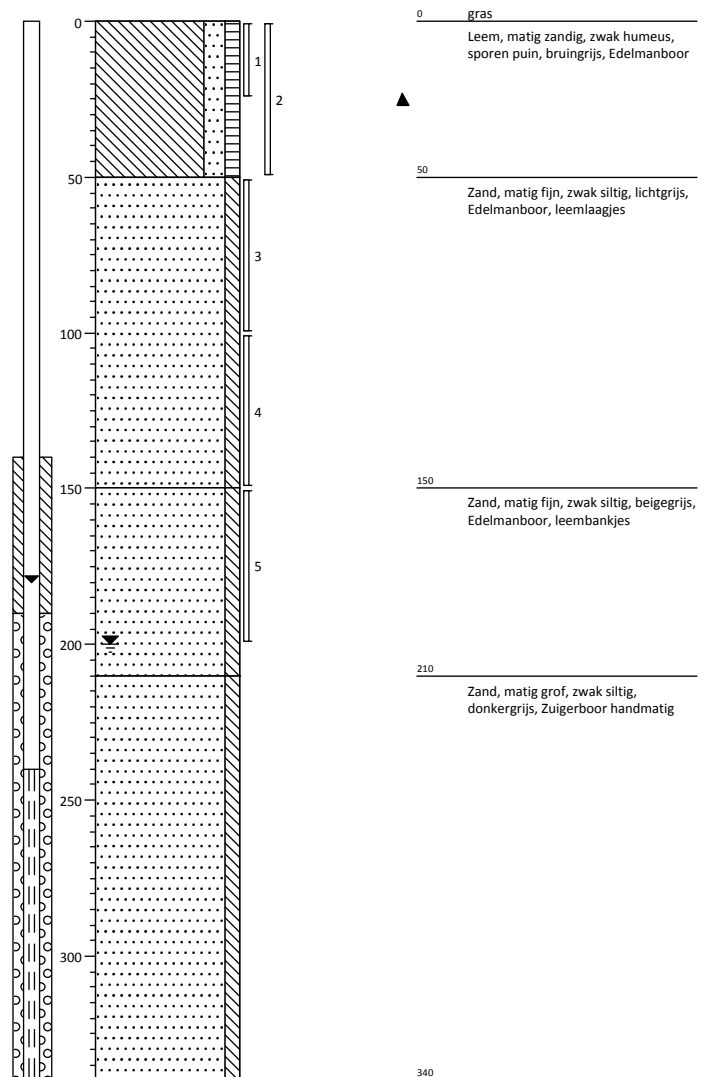 0
50
100
150
200
250
300
1
2
3
4
5
0 gras
Leem, matig zandig, zwak humeus,
sporen puin, bruingrijs, Edelmanboor
50
Zand, matig fijn, zwak siltig, lichtgrijs,
Edelmanboor, leemlaagjes
150
Zand, matig fijn, zwak siltig, beigegrijs,
Edelmanboor, leembankjes
210
Zand, matig grof, zwak siltig,
donkergrijs, Zuigerboor handmatig
340